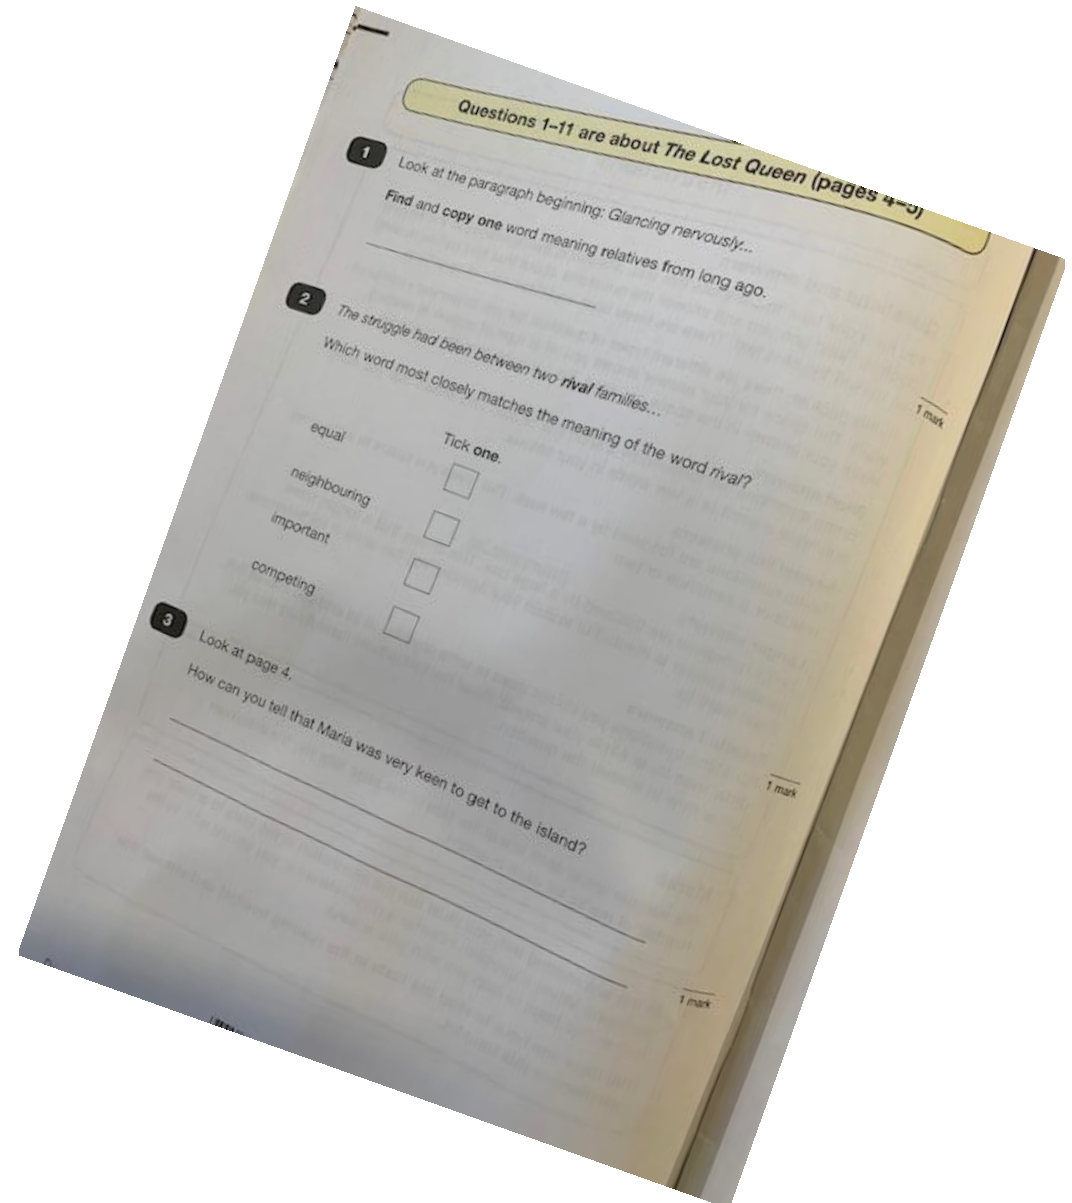 Questions 1–11 are about The Lost Queen (pages 4–5)
1
Look at the paragraph beginning: Glancing nervously...
Find and copy one word meaning relatives from long ago.
1 mark
2
The struggle had been between two rival families...
Which word most closely matches the meaning of the word rival?
Tick one.
equal
neighbouring
important
competing
1 mark
3
Look at page 4.
How can you tell that Maria was very keen to get to the island?
1 mark